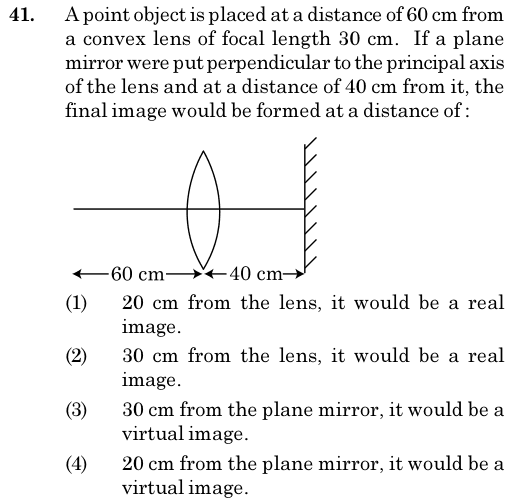 41. A point object is placed at a distance of 60 cm from
a convex lens of focal length 30 cm. If a plane
mirror were put perpendicular to the principal axis
of the lens and at a distance of 40 cm from it, the
final image would be formed at a distance of :
60 cm 40 cm
(1) 20 cm from the lens, it would be a real
image.
(2) 30 cm from the lens, it would be a real
image.
(3) 30 cm from the plane mirror, it would be a
virtual image.
(4) 20 cm from the plane mirror, it would be a
virtual image.